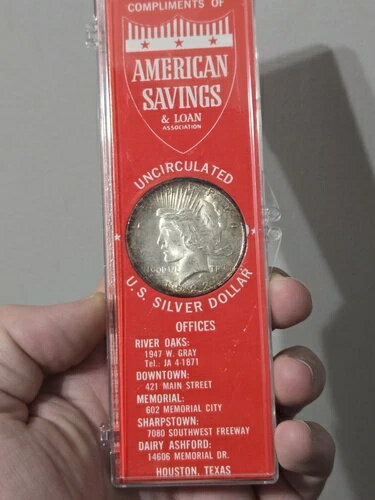 COMPLIMENTS OF
AMERICAN
SAVINGS
& LOAN
ASSOCIATION
UNCIRCULATED
U.S. SILVER DOLLAR
OFFICES
RIVER OAKS:
1947 W. GRAY
TEL.: JA 4-1871
DOWNTOWN:
421 MAIN STREET
MEMORIAL:
602 MEMORIAL CITY
SHARPSTOWN:
7080 SOUTHWEST FREEWAY
DAIRY ASHFORD:
14606 MEMORIAL DR.
HOUSTON, TEXAS